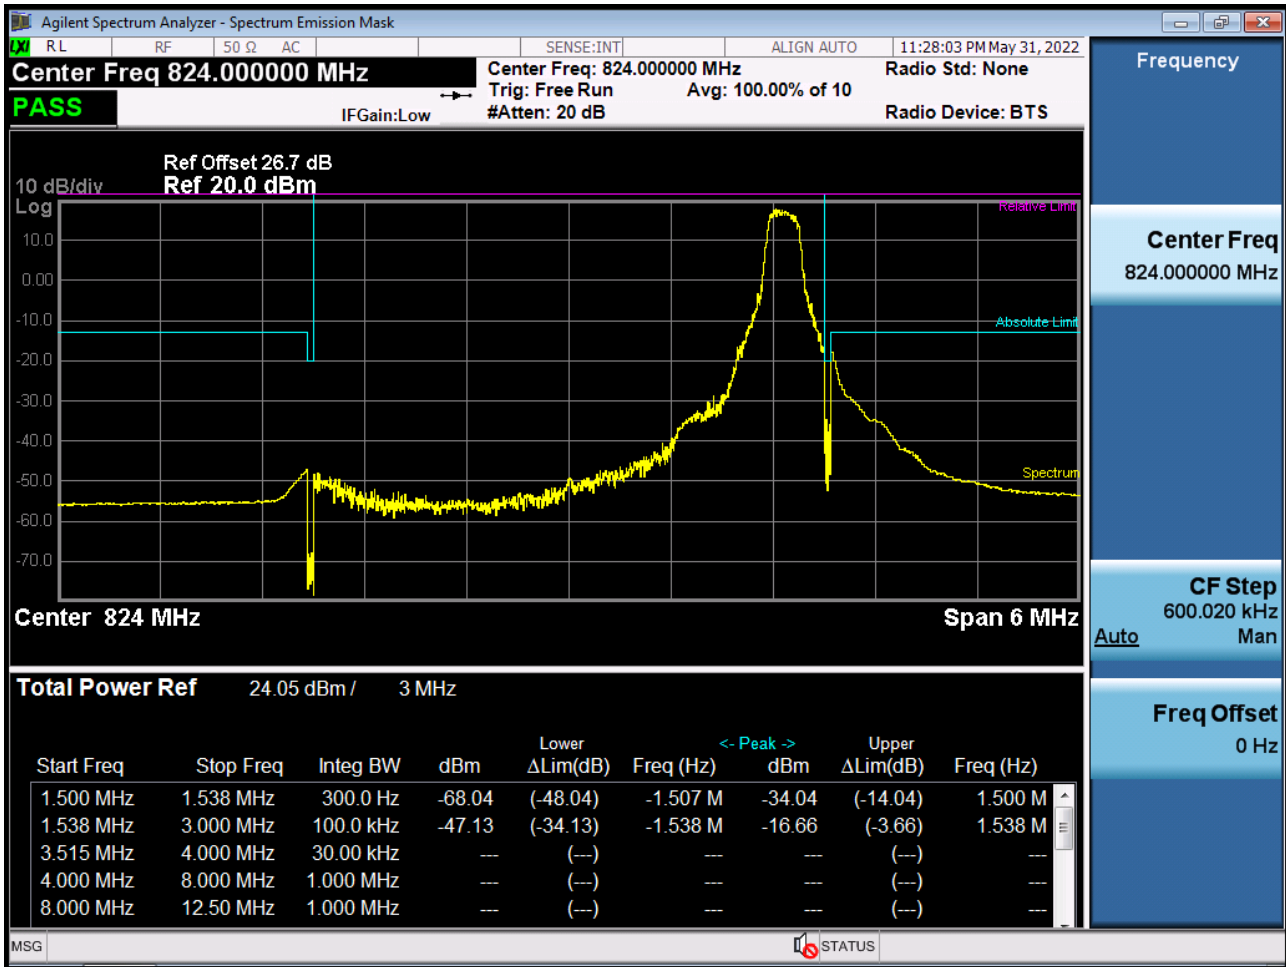 Agilent Spectrum Analyzer - Spectrum Emission Mask
LXI RL RF 50 Ω AC SENSE:INT ALIGN AUTO 11:28:03 PM May 31, 2022
Center Freq 824.000000 MHz Center Freq: 824.000000 MHz Radio Std: None
Trig: Free Run Avg: 100.00% of 10
PASS IFGain:Low #Atten: 20 dB Radio Device: BTS
Ref Offset 26.7 dB
10 dB/div Ref 20.0 dBm
Log
Relative Limit
10.0
0.00
-10.0
Absolute Limit
-20.0
-30.0
-40.0
-50.0
Spectrum
-60.0
-70.0
Center 824 MHz Span 6 MHz
Total Power Ref 24.05 dBm / 3 MHz
Lower <- Peak -> Upper
Start Freq Stop Freq Integ BW dBm ΔLim(dB) Freq (Hz) dBm ΔLim(dB) Freq (Hz)
1.500 MHz 1.538 MHz 300.0 Hz -68.04 (-48.04) -1.507 M -34.04 (-14.04) 1.500 M
1.538 MHz 3.000 MHz 100.0 kHz -47.13 (-34.13) -1.538 M -16.66 (-3.66) 1.538 M
3.515 MHz 4.000 MHz 30.00 kHz --- (---) --- --- (---) ---
4.000 MHz 8.000 MHz 1.000 MHz --- (---) --- --- (---) ---
8.000 MHz 12.50 MHz 1.000 MHz --- (---) --- --- (---) ---
MSG STATUS
Frequency
Center Freq
824.000000 MHz
CF Step
600.020 kHz
Auto Man
Freq Offset
0 Hz